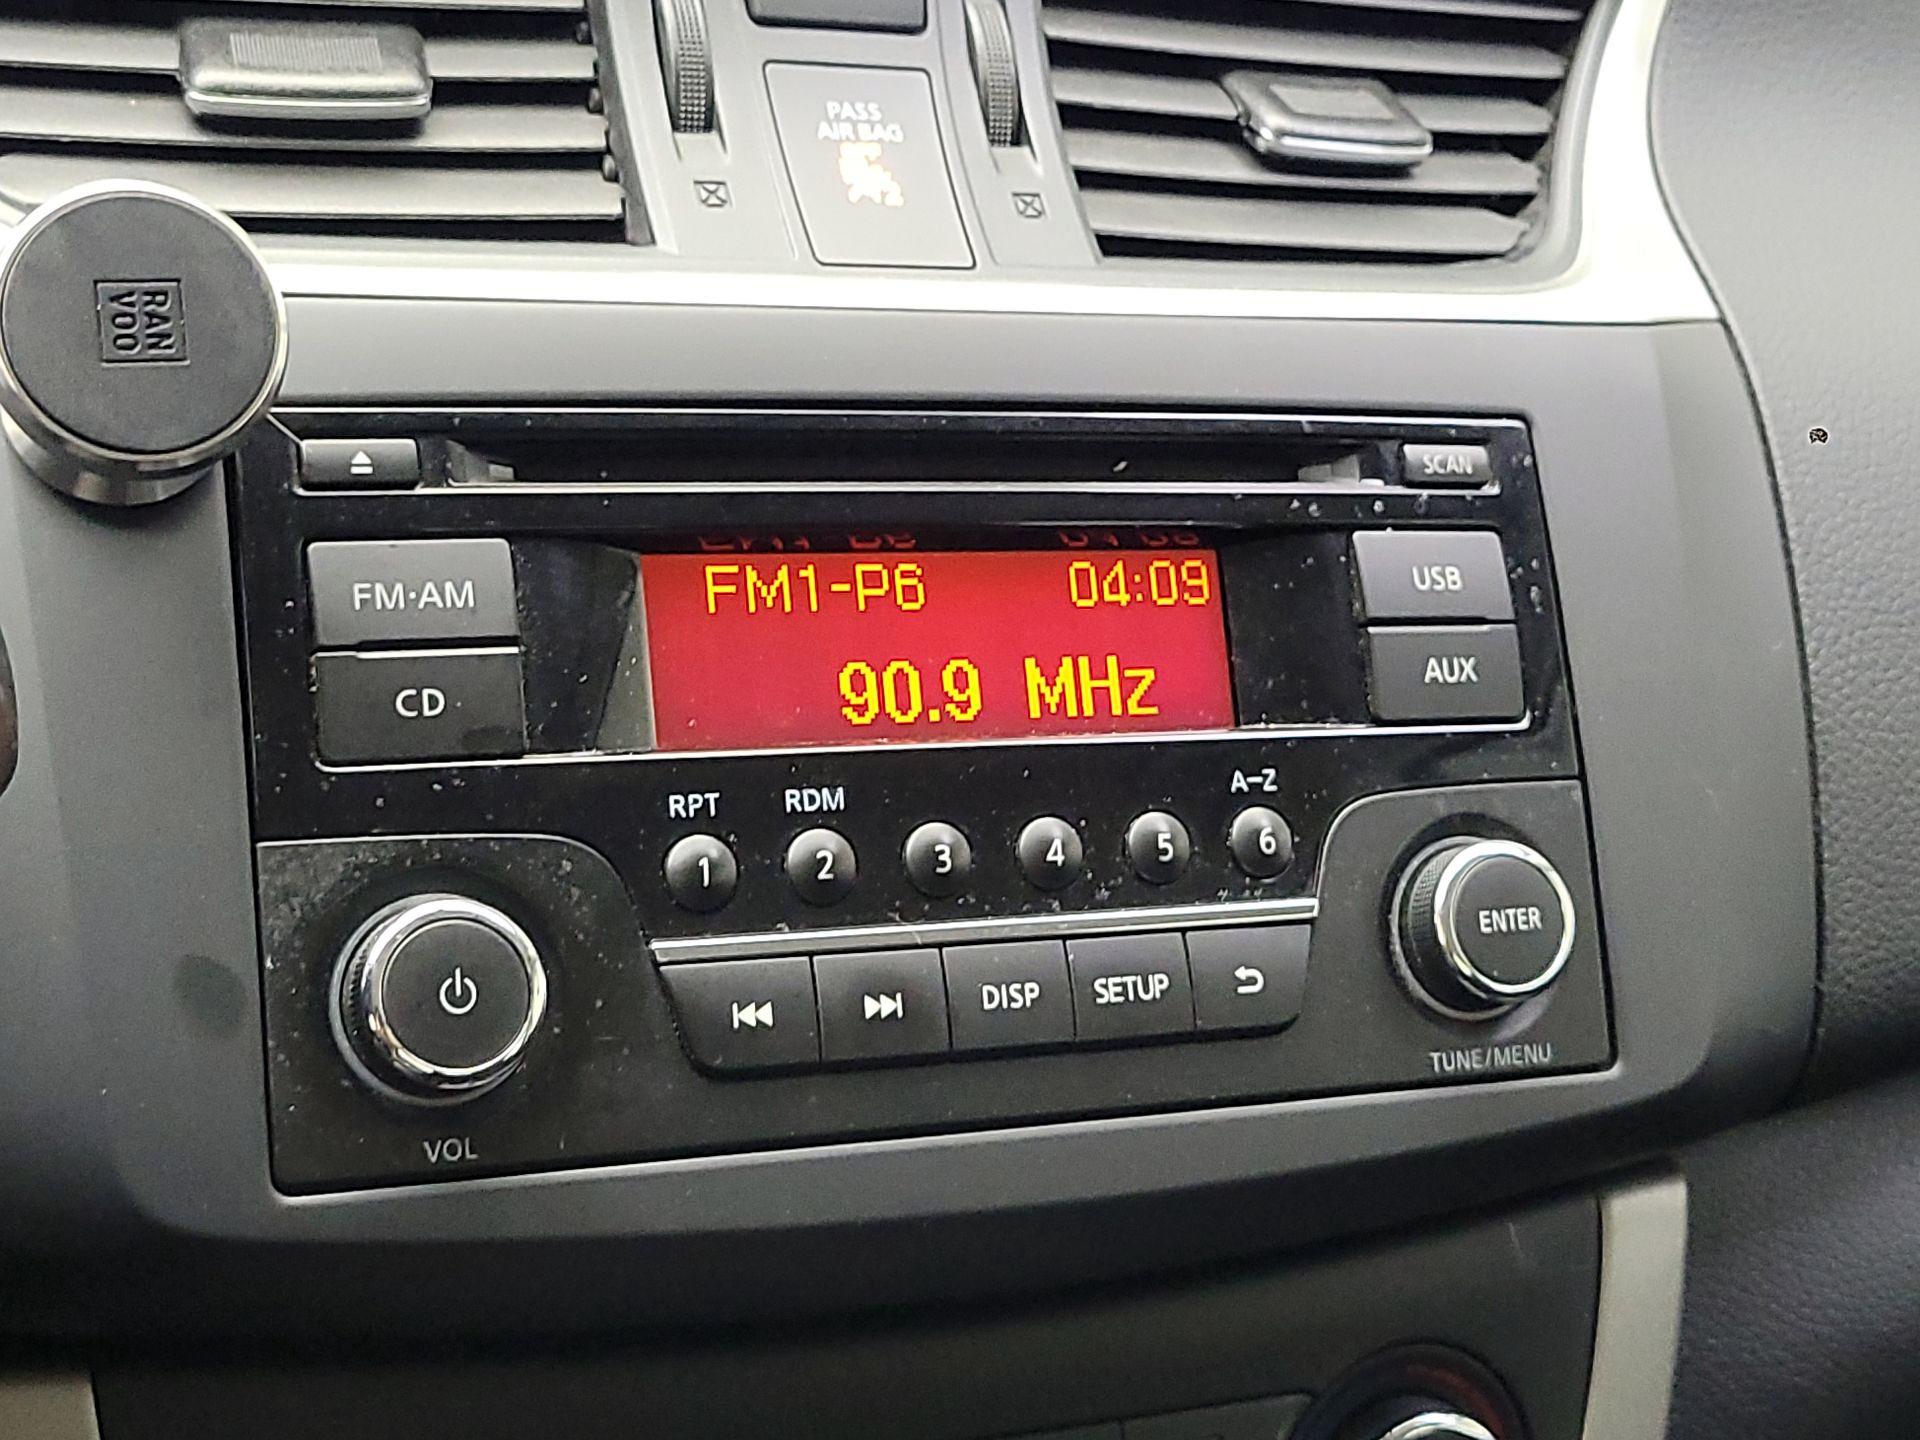 PASS
AIR BAG
RAN
VOO
SCAN
FM·AM
CD
FM1-P6 04:09
90.9 MHz
USB
AUX
RPT
RDM
A-Z
1
2
3
4
5
6
DISP
SETUP
ENTER
VOL
TUNE/MENU